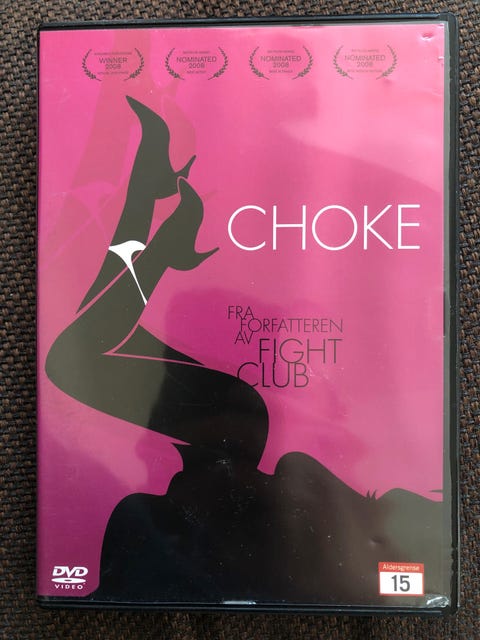 WINNER
2008
NOMINATED
2008
NOMINATED
2008
NOMINATED
2008
CHOKE
FRA
FORFATTEREN
AV
FIGHT
CLUB
DVD
VIDEO
Aldersgrense
15